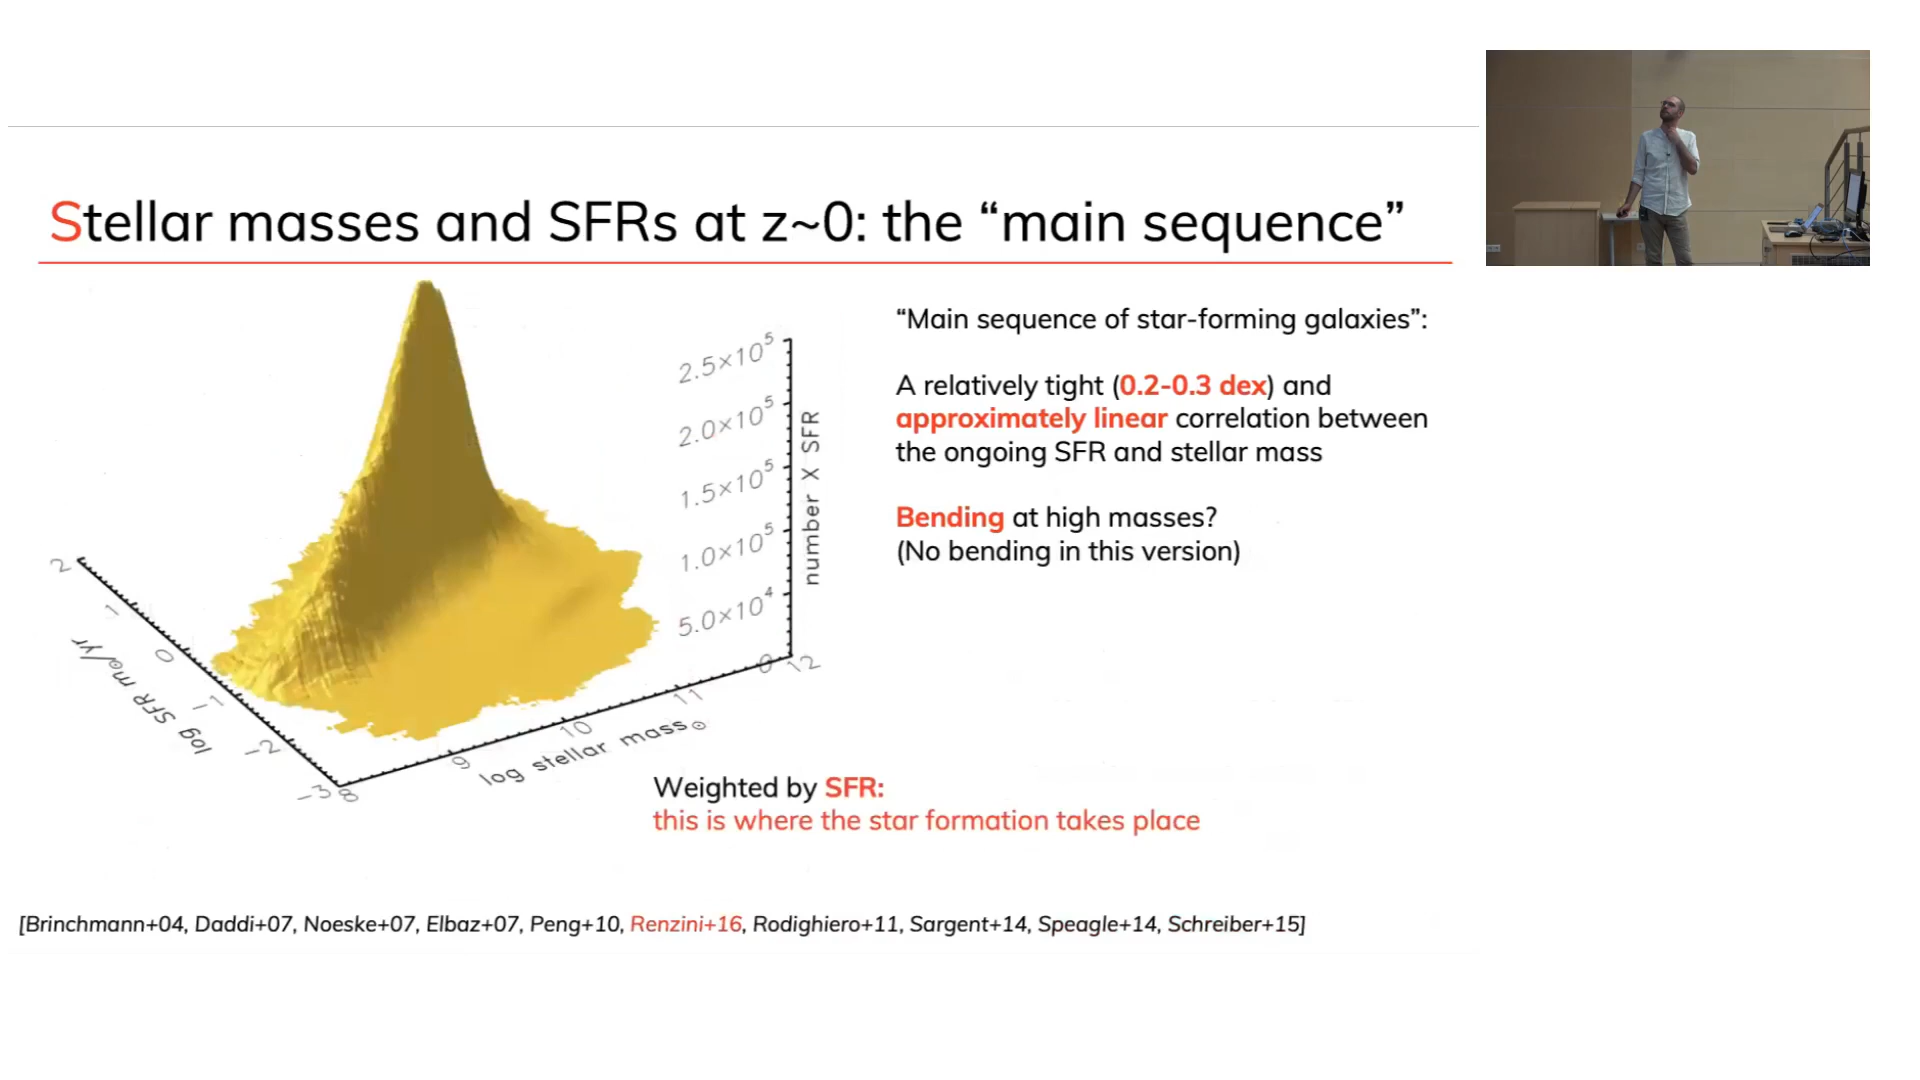 Stellar masses and SFRs at z~0: the “main sequence”
“Main sequence of star-forming galaxies”:
A relatively tight (0.2-0.3 dex) and
approximately linear correlation between
the ongoing SFR and stellar mass
Bending at high masses?
(No bending in this version)
2.5×10⁵
2.0×10⁵
1.5×10⁵
1.0×10⁵
5.0×10⁴
0
number X SFR
2
1
0
-1
-2
-3
log SFR m⊙/yr
8
9
10
11
12
log stellar mass⊙
Weighted by SFR:
this is where the star formation takes place
[Brinchmann+04, Daddi+07, Noeske+07, Elbaz+07, Peng+10, Renzini+16, Rodighiero+11, Sargent+14, Speagle+14, Schreiber+15]